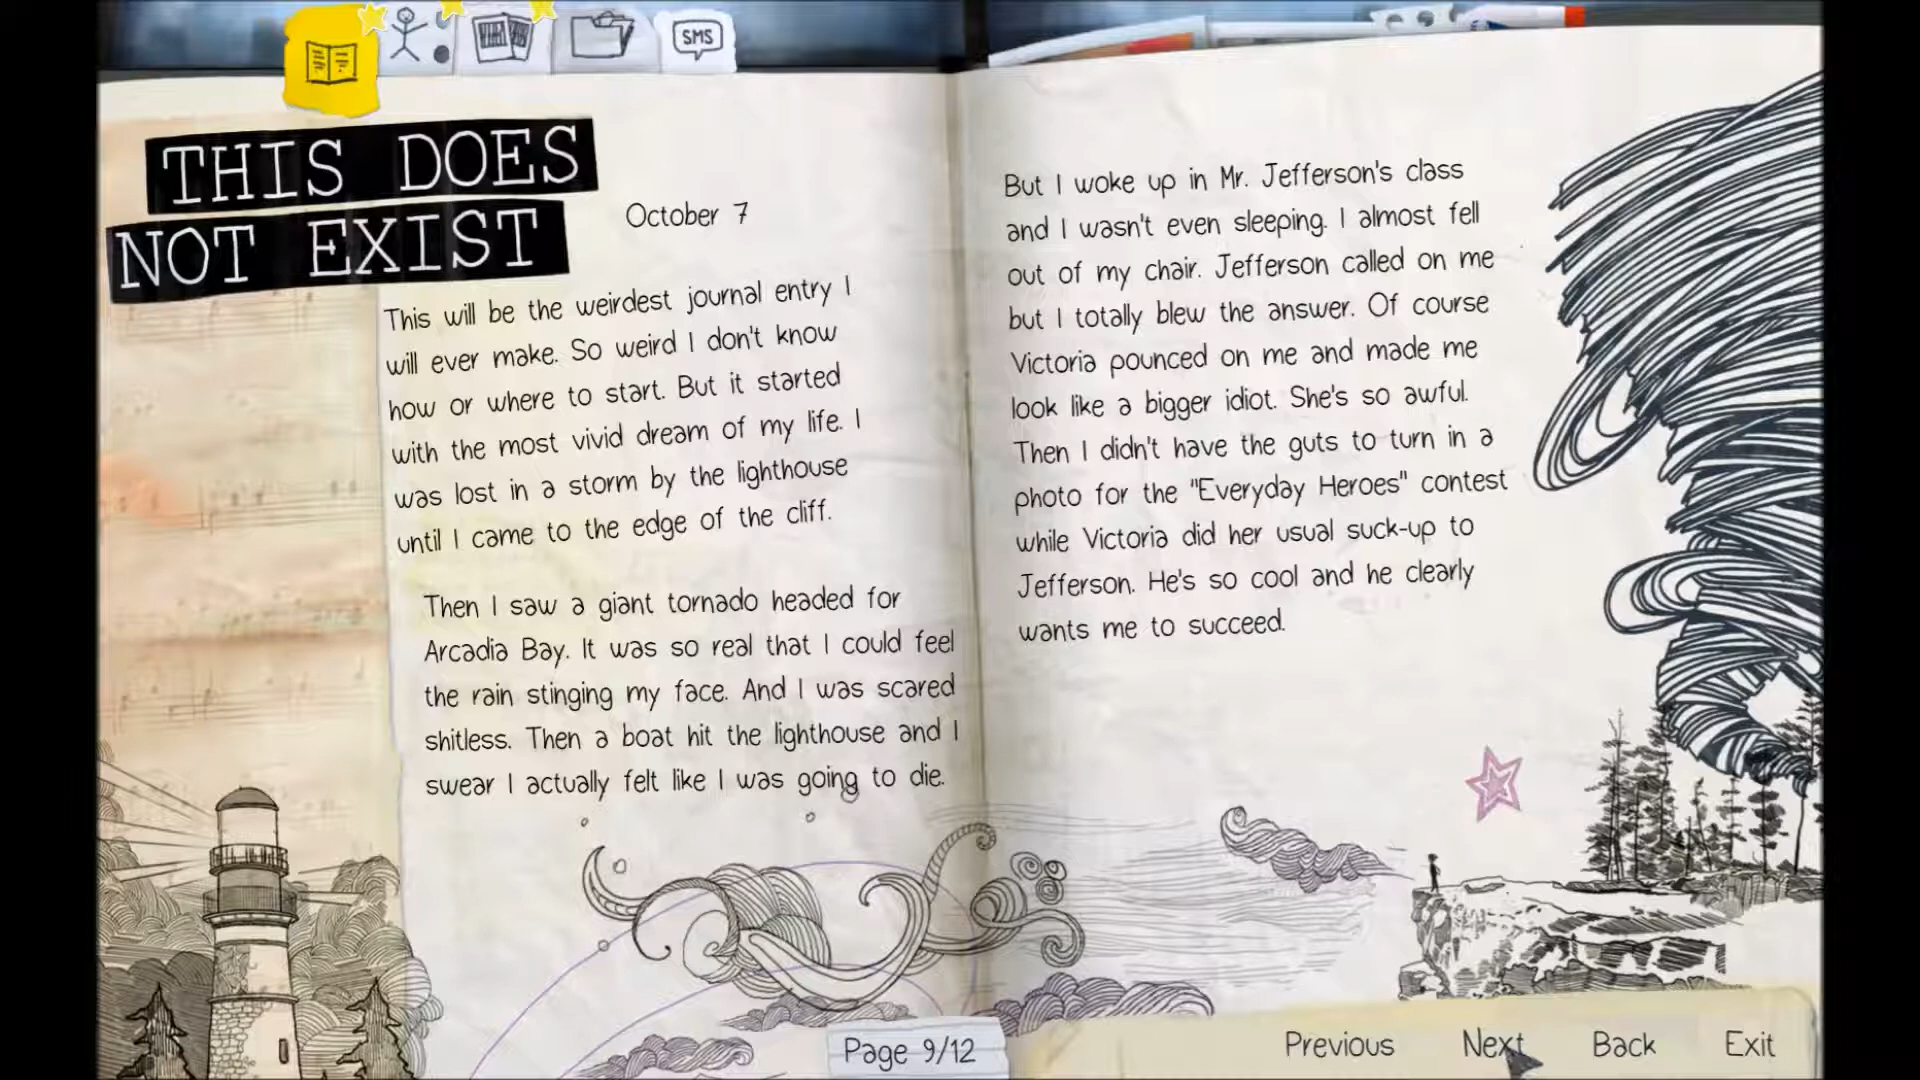 SMS
THIS DOES
NOT EXIST
October 7
This will be the weirdest journal entry I
will ever make. So weird I don't know
how or where to start. But it started
with the most vivid dream of my life. I
was lost in a storm by the lighthouse
until I came to the edge of the cliff.
Then I saw a giant tornado headed for
Arcadia Bay. It was so real that I could feel
the rain stinging my face. And I was scared
shitless. Then a boat hit the lighthouse and I
swear I actually felt like I was going to die.
But I woke up in Mr. Jefferson's class
and I wasn't even sleeping. I almost fell
out of my chair. Jefferson called on me
but I totally blew the answer. Of course
Victoria pounced on me and made me
look like a bigger idiot. She's so awful.
Then I didn't have the guts to turn in a
photo for the "Everyday Heroes" contest
while Victoria did her usual suck-up to
Jefferson. He's so cool and he clearly
wants me to succeed.
Page 9/12
Previous Next Back Exit